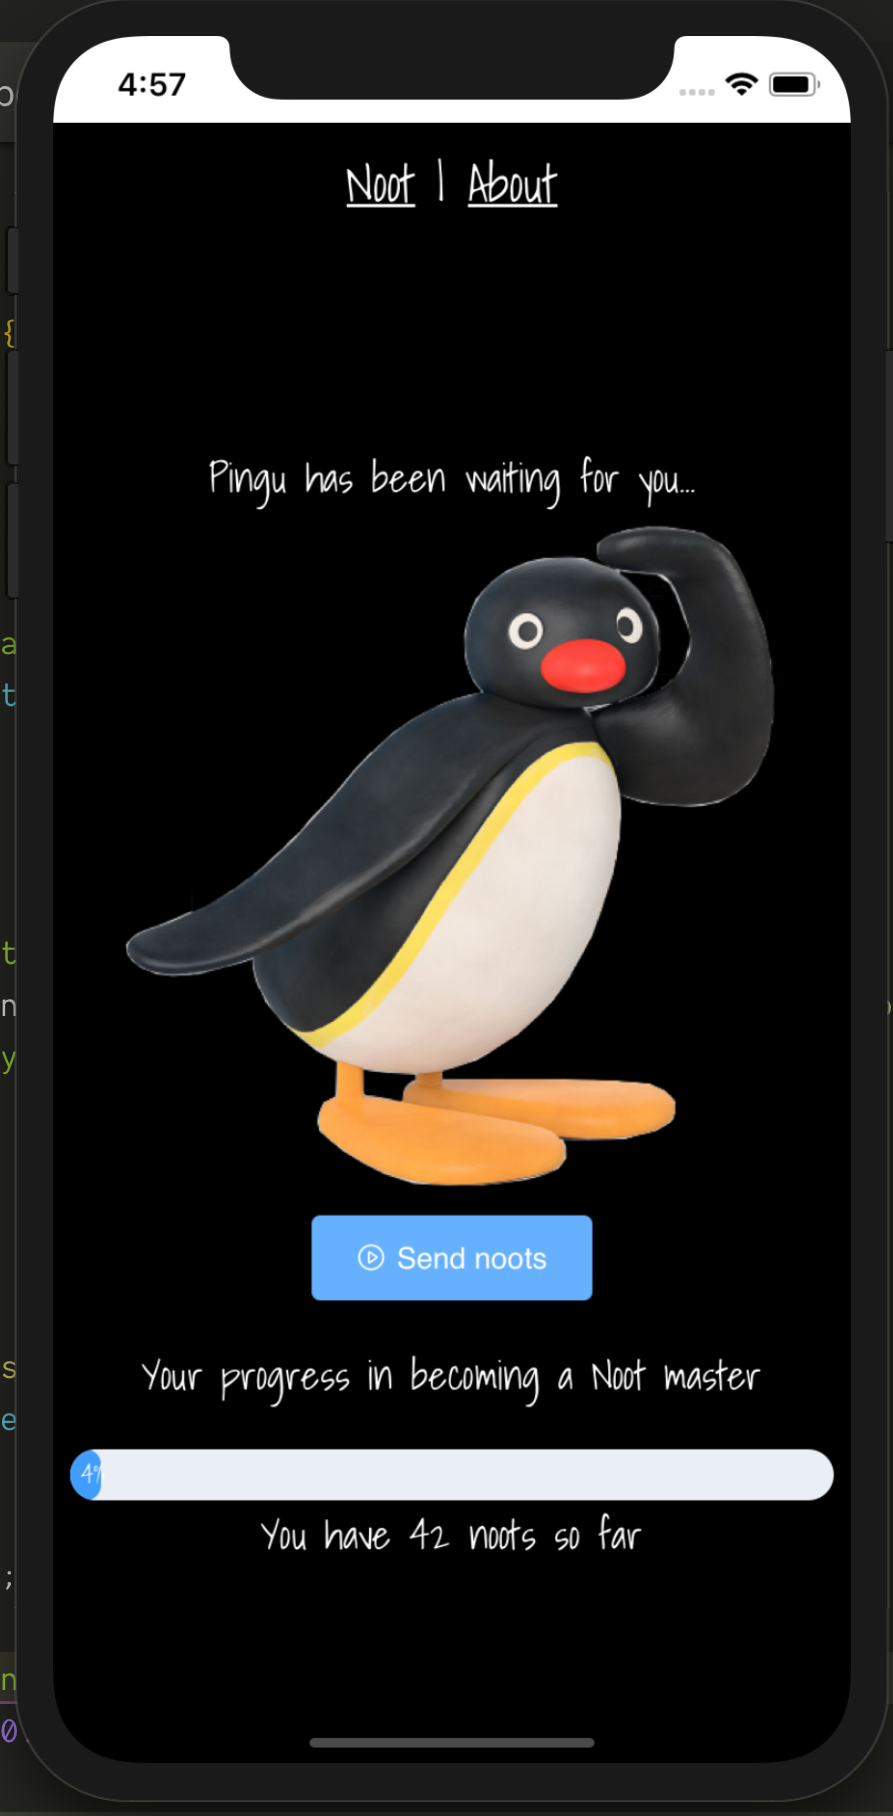 4:57
Noot | About
Pingu has been waiting for you...
Send noots
Your progress in becoming a Noot master
4%
You have 42 noots so far